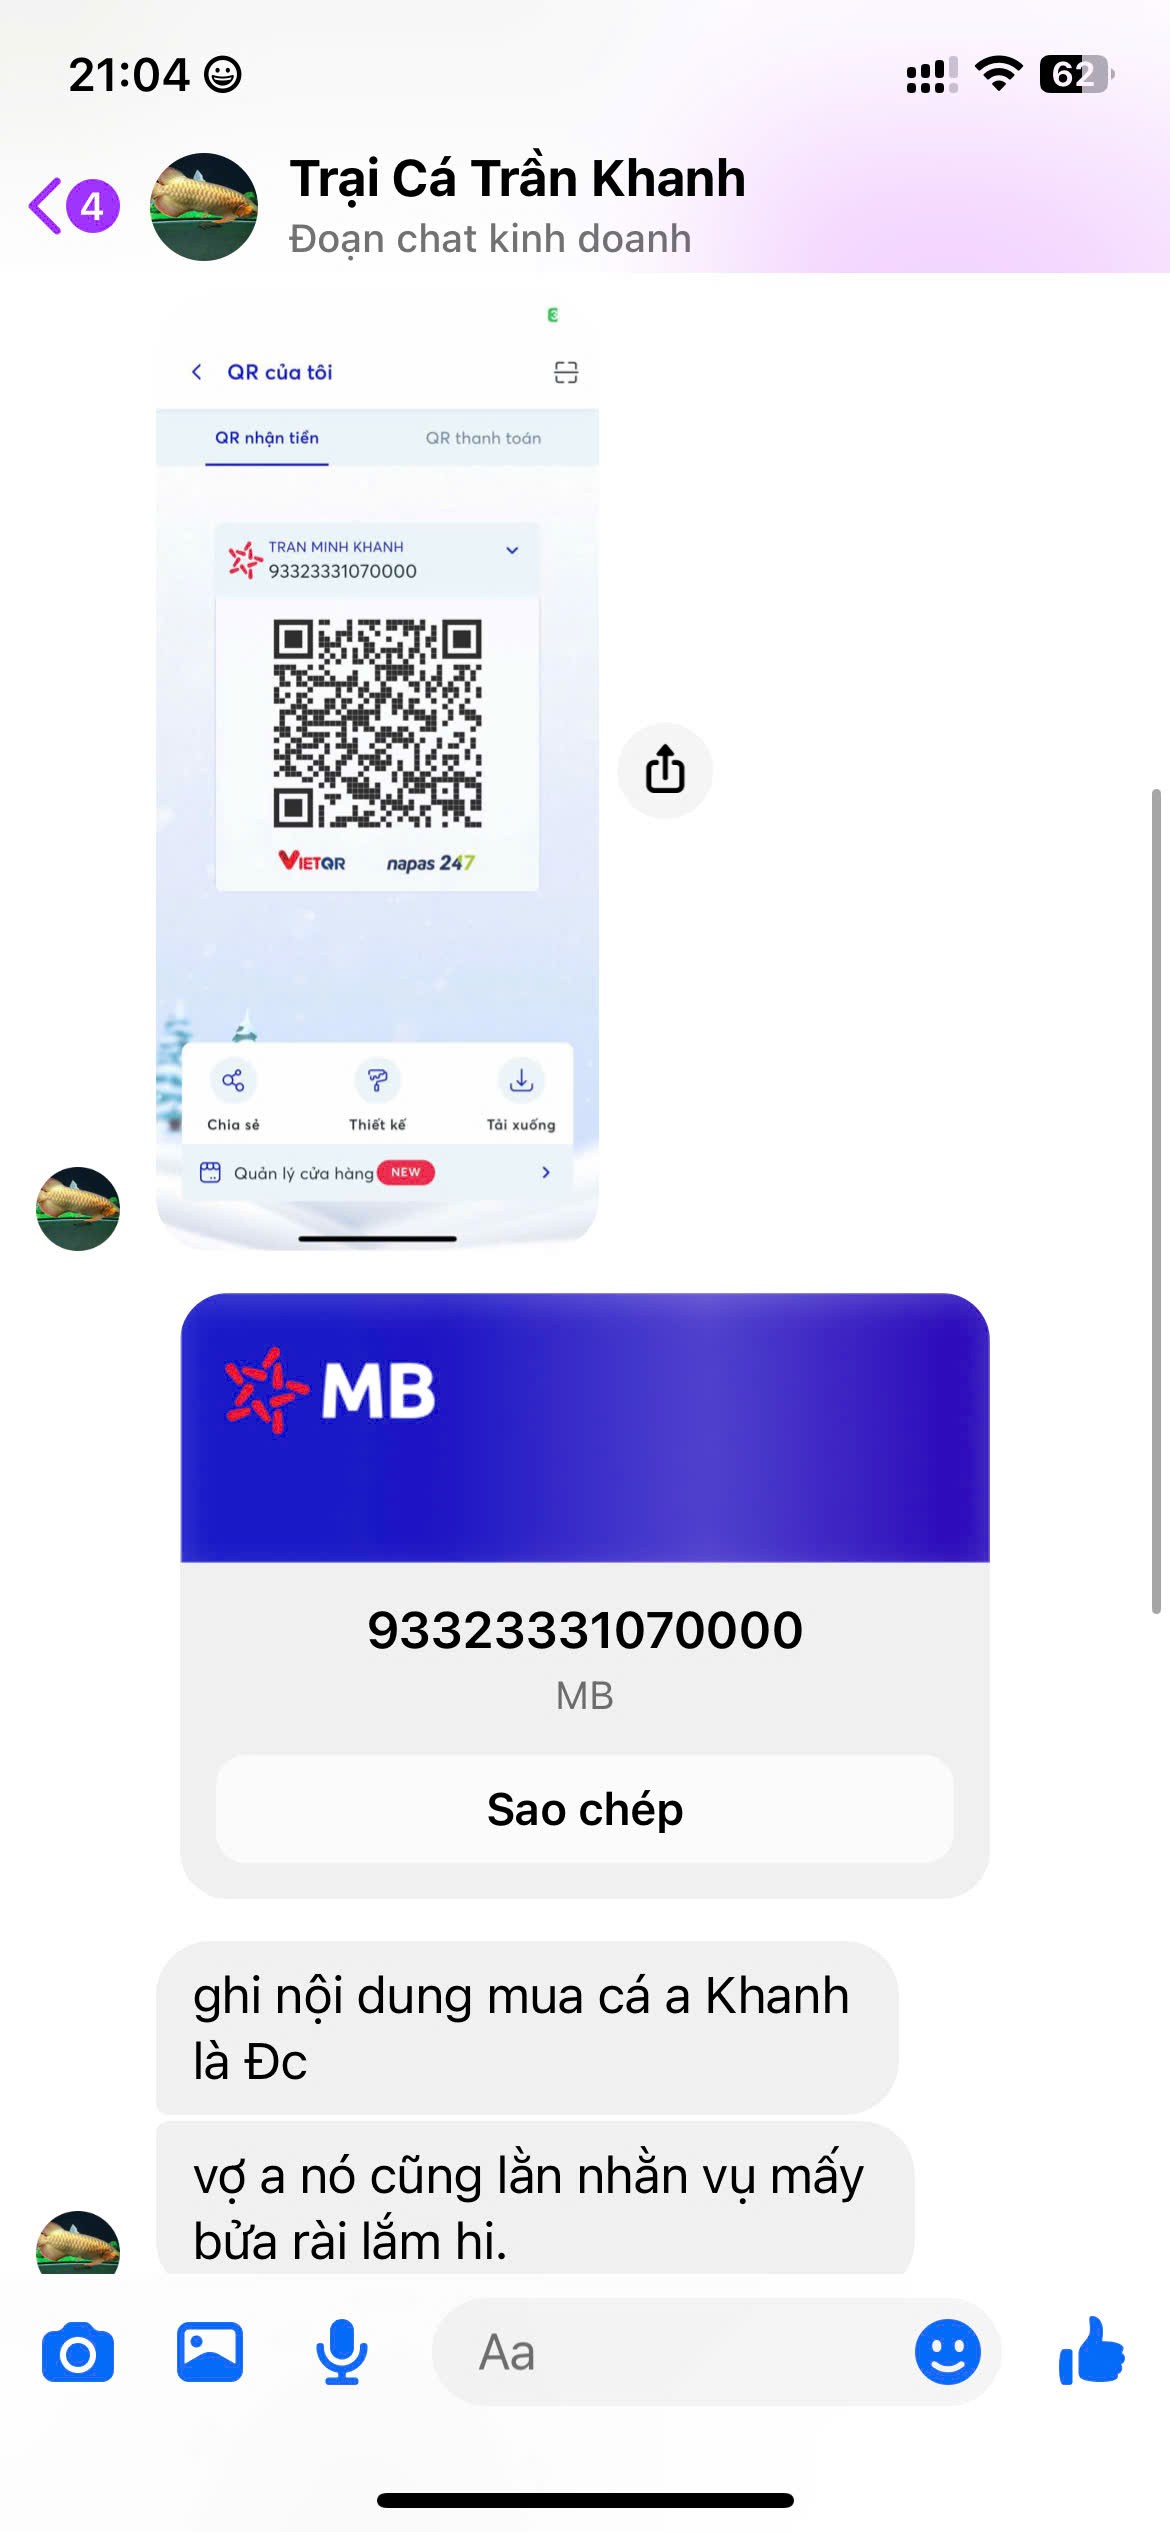 21:04
62
4
Trại Cá Trần Khanh
Đoạn chat kinh doanh
3
QR của tôi
QR nhận tiền
QR thanh toán
TRAN MINH KHANH
93323331070000
VIETQR
napas 247
Chia sẻ
Thiết kế
Tải xuống
Quản lý cửa hàng NEW
MB
93323331070000
MB
Sao chép
ghi nội dung mua cá a Khanh
là Đc
vợ a nó cũng lằn nhằn vụ mấy
bửa rài lắm hi.
Aa